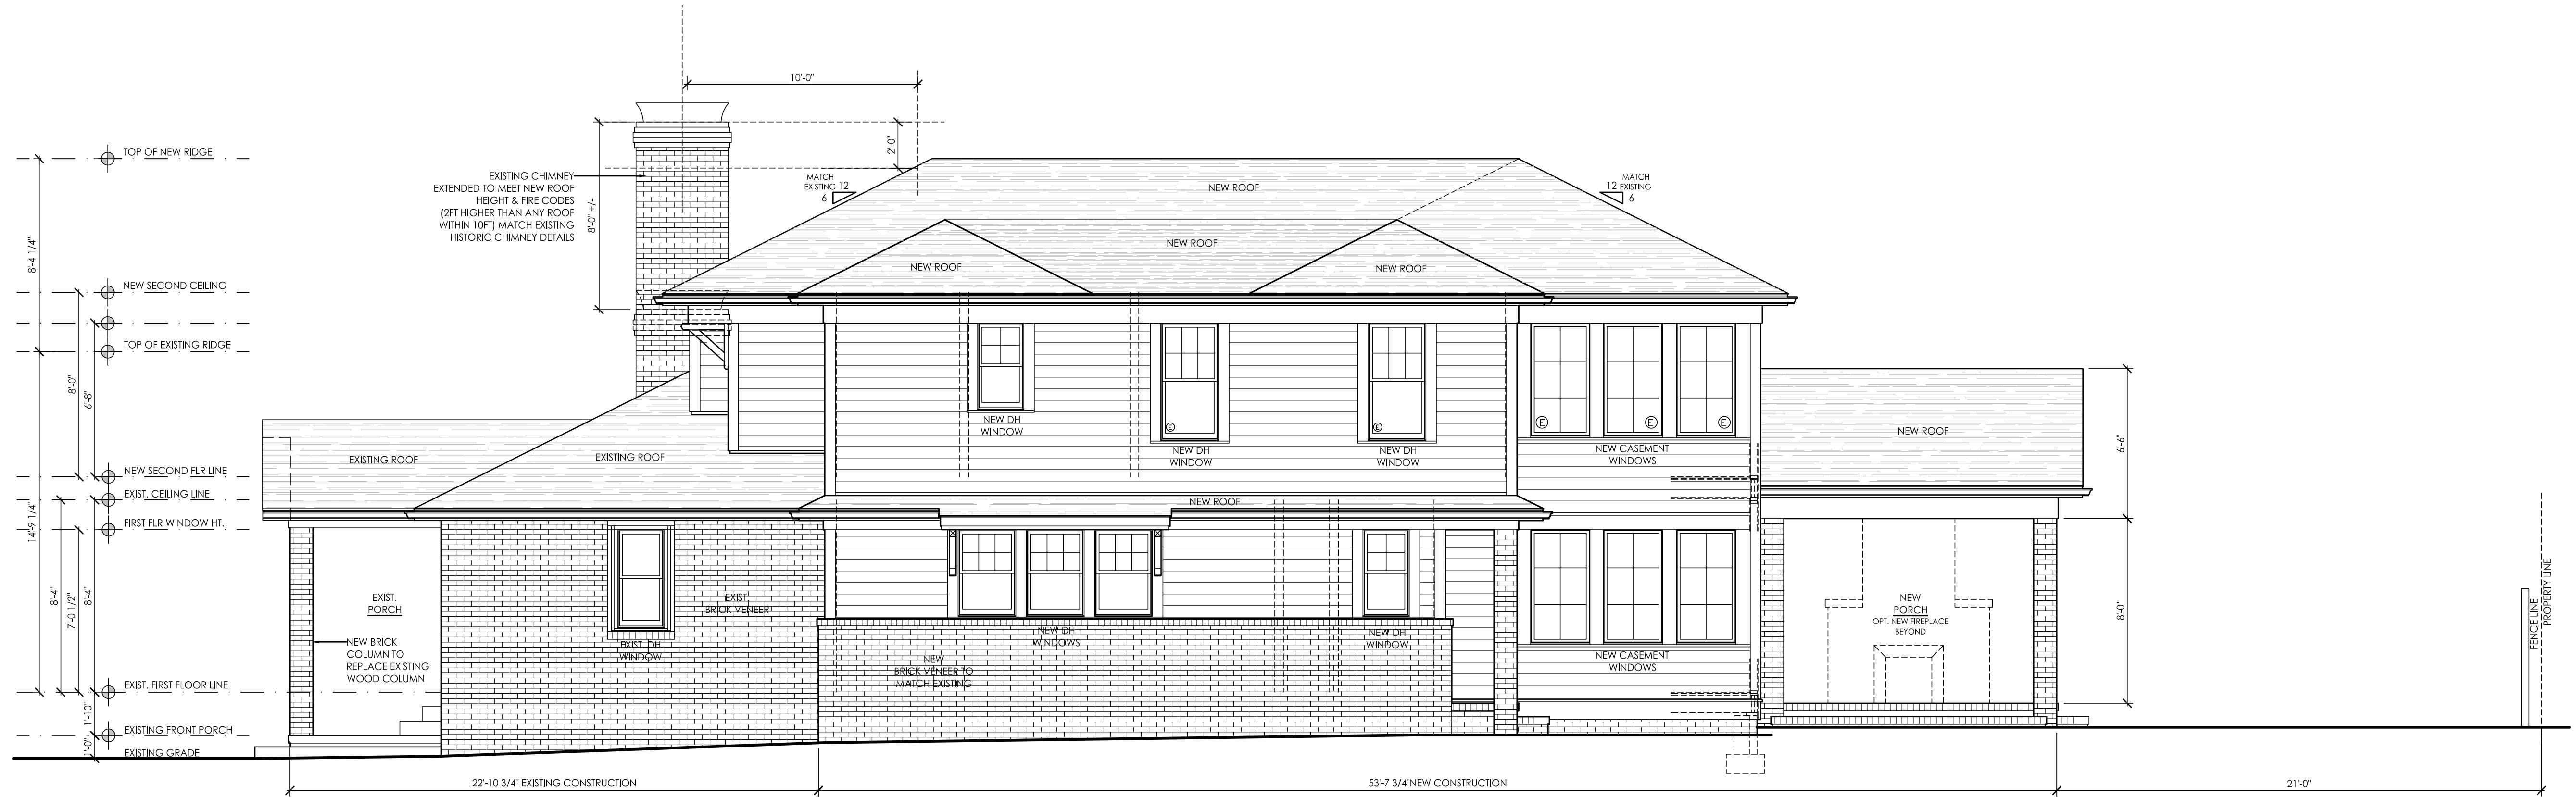 10'-0"
TOP OF NEW RIDGE
2'-0"
EXISTING CHIMNEY
EXTENDED TO MEET NEW ROOF
HEIGHT & FIRE CODES
(2FT HIGHER THAN ANY ROOF
WITHIN 10FT) MATCH EXISTING
HISTORIC CHIMNEY DETAILS
8'-0" +/-
MATCH
EXISTING 12
6
NEW ROOF
MATCH
12 EXISTING
6
NEW ROOF
NEW ROOF
NEW ROOF
8'-4 1/4"
NEW SECOND CEILING
TOP OF EXISTING RIDGE
8'-0"
6'-8"
NEW DH
WINDOW
E
NEW DH
WINDOW
E
NEW DH
WINDOW
E
E
E
NEW CASEMENT
WINDOWS
NEW ROOF
6'-6"
EXISTING ROOF
EXISTING ROOF
NEW SECOND FLR LINE
EXIST. CEILING LINE
FIRST FLR WINDOW HT.
14'-9 1/4"
NEW ROOF
8'-4"
7'-0 1/2"
8'-4"
EXIST.
PORCH
NEW BRICK
COLUMN TO
REPLACE EXISTING
WOOD COLUMN
EXIST. DH
WINDOW
EXIST.
BRICK VENEER
NEW DH
WINDOWS
NEW DH
WINDOW
NEW
BRICK VENEER TO
MATCH EXISTING
NEW CASEMENT
WINDOWS
NEW
PORCH
OPT. NEW FIREPLACE
BEYOND
8'-0"
FENCE LINE
PROPERTY LINE
EXIST. FIRST FLOOR LINE
1'-10"
EXISTING FRONT PORCH
1'-0"
EXISTING GRADE
22'-10 3/4" EXISTING CONSTRUCTION
53'-7 3/4"NEW CONSTRUCTION
21'-0"